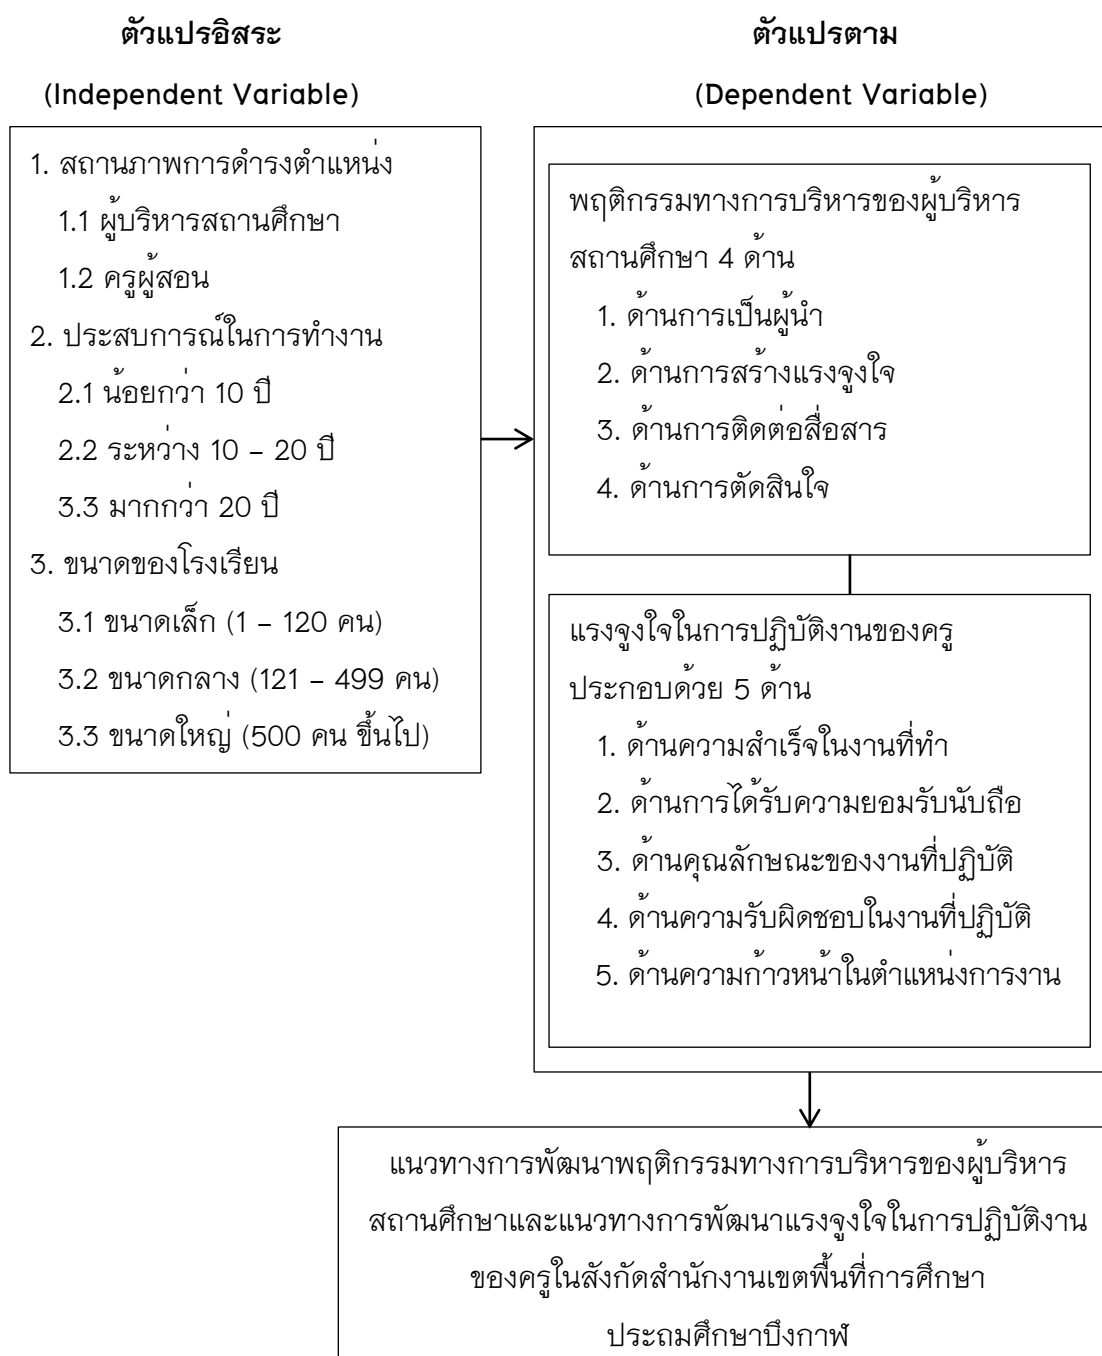 ตัวแปรอิสระ
(Independent Variable)
1. สถานภาพการดำรงตำแหน่ง
1.1 ผู้บริหารสถานศึกษา
1.2 ครูผู้สอน
2. ประสบการณ์ในการทำงาน
2.1 น้อยกว่า 10 ปี
2.2 ระหว่าง 10 – 20 ปี
3.3 มากกว่า 20 ปี
3. ขนาดของโรงเรียน
3.1 ขนาดเล็ก (1 – 120 คน)
3.2 ขนาดกลาง (121 – 499 คน)
3.3 ขนาดใหญ่ (500 คน ขึ้นไป)
ตัวแปรตาม
(Dependent Variable)
พฤติกรรมทางการบริหารของผู้บริหาร
สถานศึกษา 4 ด้าน
1. ด้านการเป็นผู้นำ
2. ด้านการสร้างแรงจูงใจ
3. ด้านการติดต่อสื่อสาร
4. ด้านการตัดสินใจ
แรงจูงใจในการปฏิบัติงานของครู
ประกอบด้วย 5 ด้าน
1. ด้านความสำเร็จในงานที่ทำ
2. ด้านการได้รับความยอมรับนับถือ
3. ด้านคุณลักษณะของงานที่ปฏิบัติ
4. ด้านความรับผิดชอบในงานที่ปฏิบัติ
5. ด้านความก้าวหน้าในตำแหน่งการงาน
แนวทางการพัฒนาพฤติกรรมทางการบริหารของผู้บริหาร
สถานศึกษาและแนวทางการพัฒนาแรงจูงใจในการปฏิบัติงาน
ของครูในสังกัดสำนักงานเขตพื้นที่การศึกษา
ประถมศึกษาบึงกาฬ